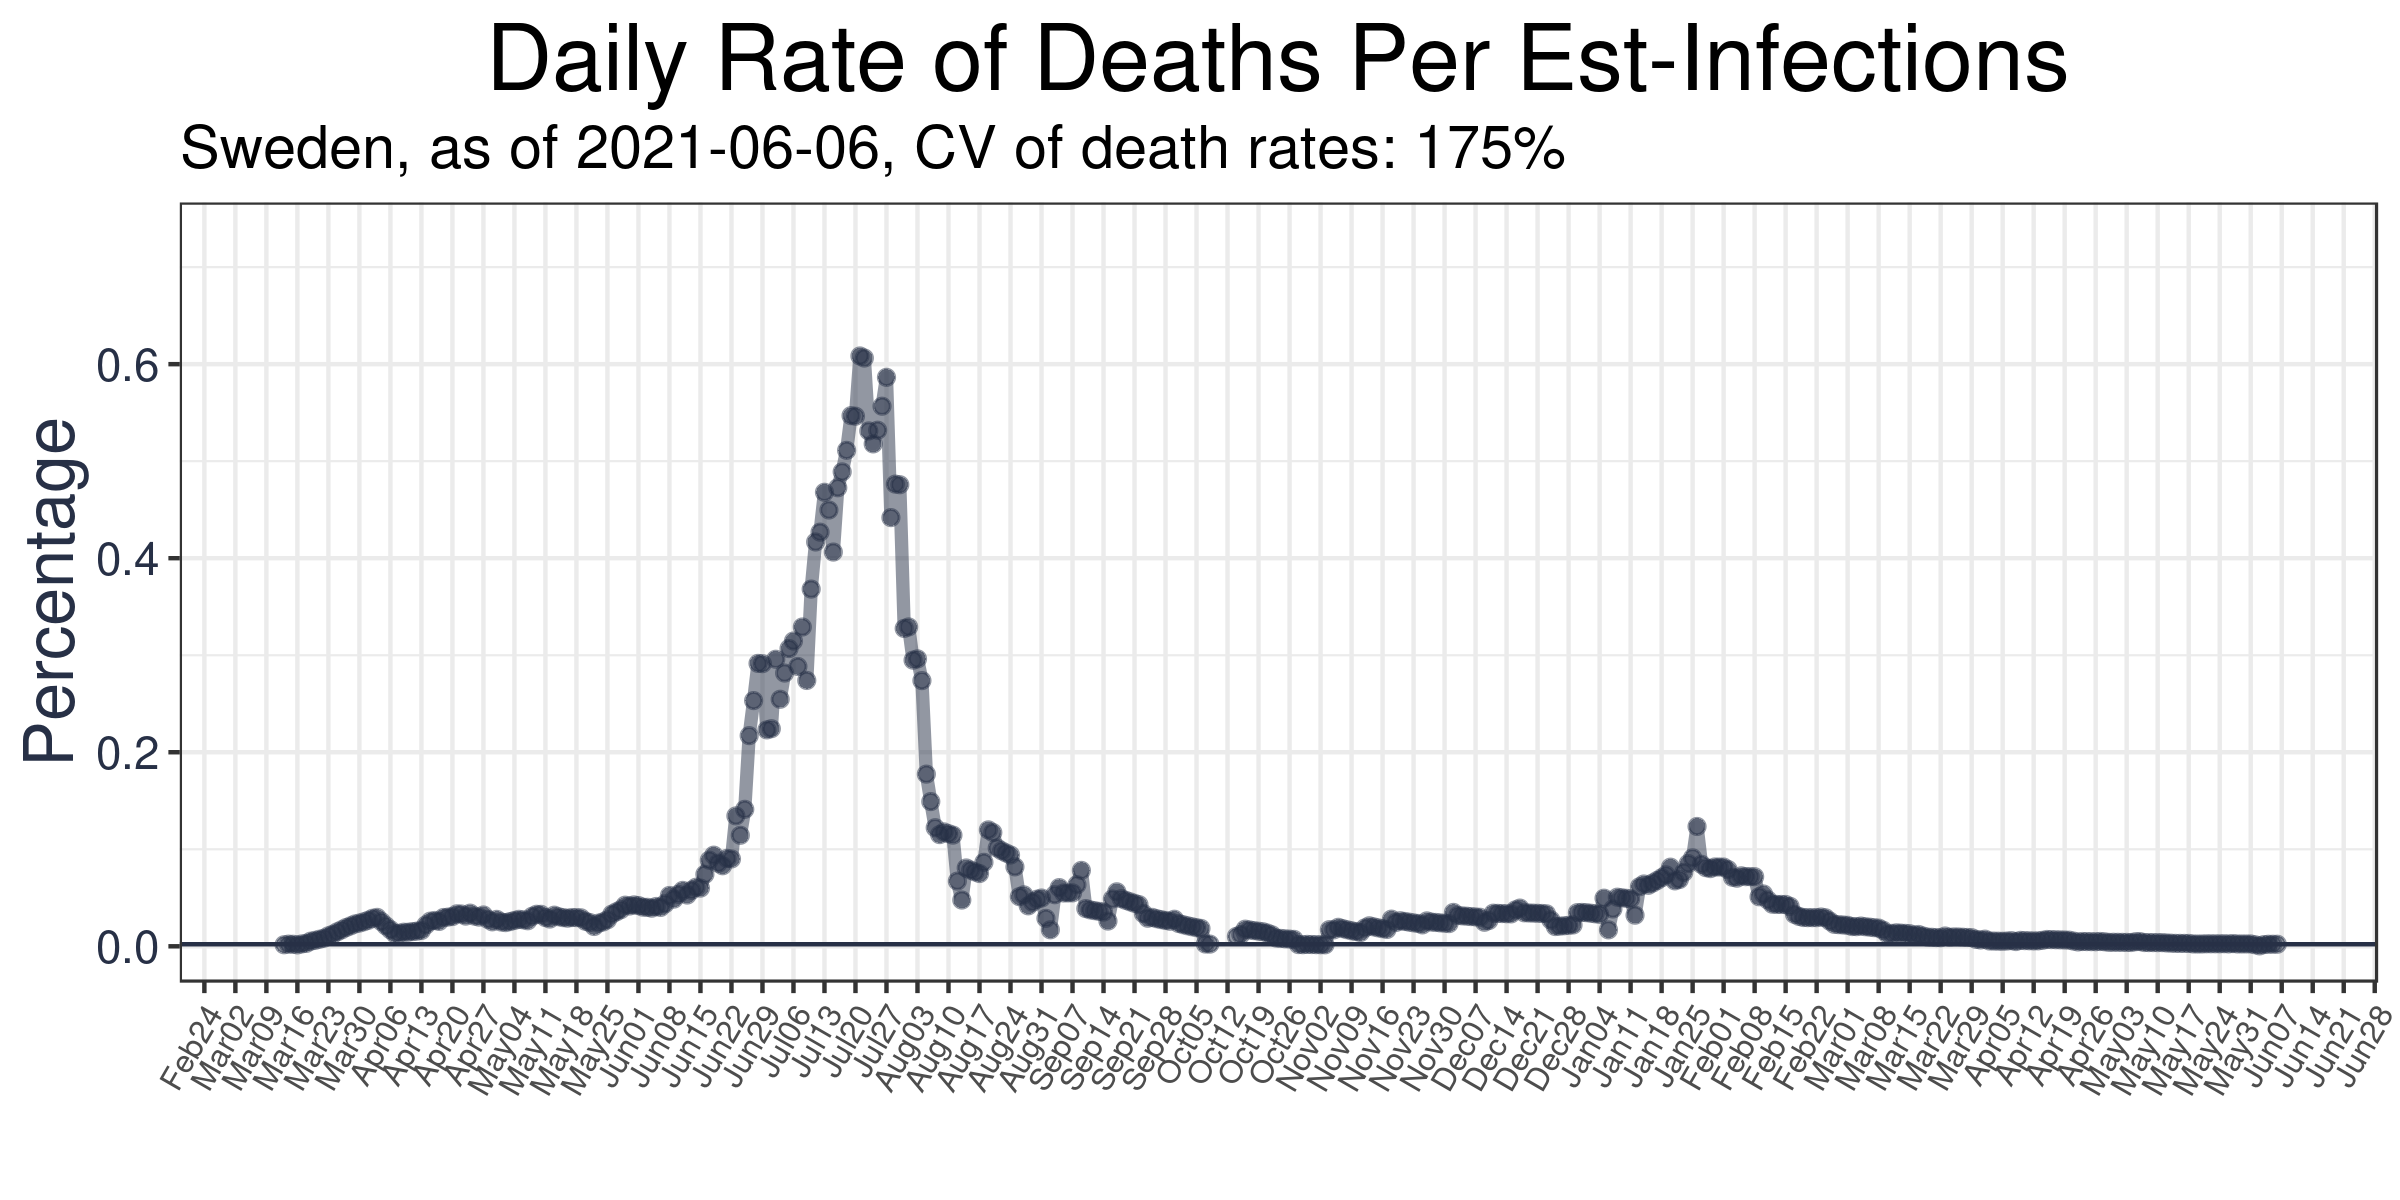 Daily Rate of Deaths Per Est-Infections
Sweden, as of 2021-06-06, CV of death rates: 175%
Percentage
0.6
0.4
0.2
0.0
Feb24
Mar02
Mar09
Mar16
Mar23
Mar30
Apr06
Apr13
Apr20
Apr27
May04
May11
May18
May25
Jun01
Jun08
Jun15
Jun22
Jun29
Jul06
Jul13
Jul20
Jul27
Aug03
Aug10
Aug17
Aug24
Aug31
Sep07
Sep14
Sep21
Sep28
Oct05
Oct12
Oct19
Oct26
Nov02
Nov09
Nov16
Nov23
Nov30
Dec07
Dec14
Dec21
Dec28
Jan04
Jan11
Jan18
Jan25
Feb01
Feb08
Feb15
Feb22
Mar01
Mar08
Mar15
Mar22
Mar29
Apr05
Apr12
Apr19
Apr26
May03
May10
May17
May24
May31
Jun07
Jun14
Jun21
Jun28